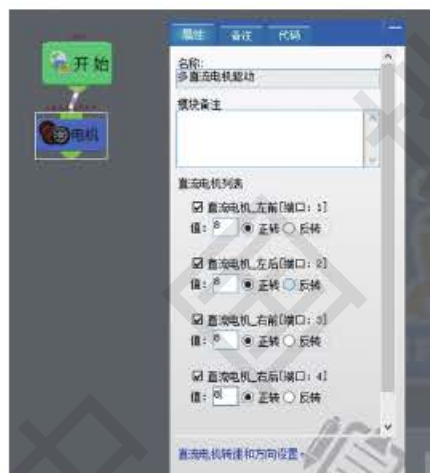 属性 备注 代码
开始
名称:
多直流电机驱动
电机
模块备注
直流电机列表
直流电机_左前[端口: 1]
值: 8 正转 反转
直流电机_左后[端口: 2]
值: 8 正转 反转
直流电机_右前[端口: 3]
值: 6 正转 反转
直流电机_右后[端口: 4]
值: 6 正转 反转
直流电机转速和方向设置。